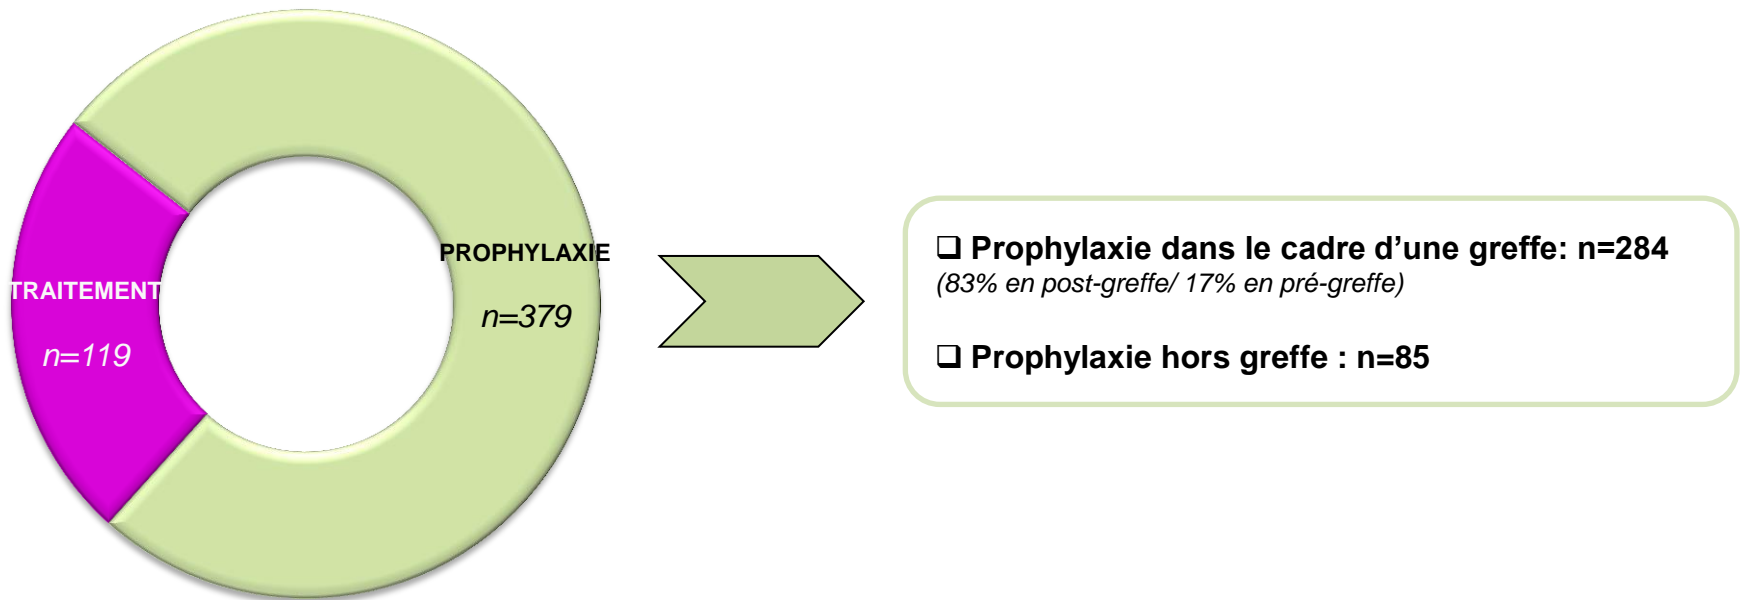 TRAITEMENT
n=119
PROPHYLAXIE
n=379
❑ Prophylaxie dans le cadre d’une greffe: n=284
(83% en post-greffe/ 17% en pré-greffe)
❑ Prophylaxie hors greffe : n=85